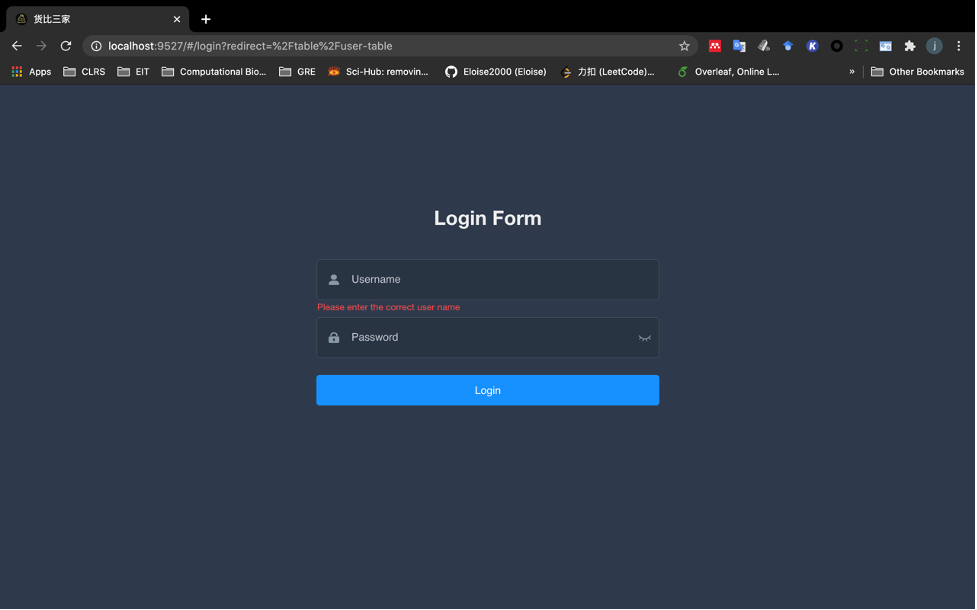 货比三家
localhost:9527/#/login?redirect=%2Ftable%2Fuser-table
Apps CLRS EIT Computational Bio... GRE Sci-Hub: removin... Eloise2000 (Eloise) 力扣 (LeetCode)... Overleaf, Online L... » Other Bookmarks
Login Form
Username
Please enter the correct user name
Password
Login